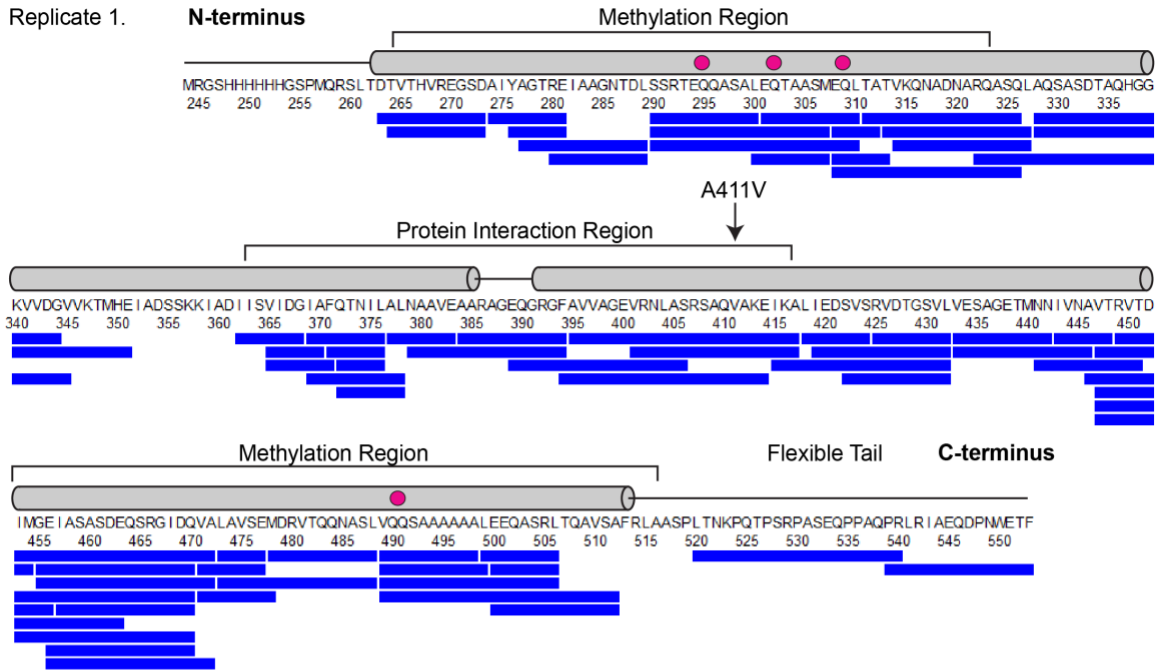 Replicate 1. N-terminus Methylation Region
MRGSHHHHHHGSPMQRSLTDTVTHVREGSDAIYAGTREIAAGNTDLSSRTEQQASALEQTAASMEQLTATVKQNADNARQASQLAQSASDTAQHGG
245 250 255 260 265 270 275 280 285 290 295 300 305 310 315 320 325 330 335
A411V
Protein Interaction Region
KVVDGVVKTMHEIADSSKKIADIISVIDGIAFQTNILALNAAVEAARAGEQGRGFAVVAGEVRNLASRSAQVAKEIKALIEDSVSRVDTGSVLVESAGETMNNIVNAVTRVTD
340 345 350 355 360 365 370 375 380 385 390 395 400 405 410 415 420 425 430 435 440 445 450
Methylation Region Flexible Tail C-terminus
IMGEIASASDEQSRGIDQVALAVSEMDRVTQQNASLVQQSAAAAAALEEQASRLTQAVSAFRLAASPLTNKPQTPSRPASEQPPAQPRLRIAEQDPNWETF
455 460 465 470 475 480 485 490 495 500 505 510 515 520 525 530 535 540 545 550